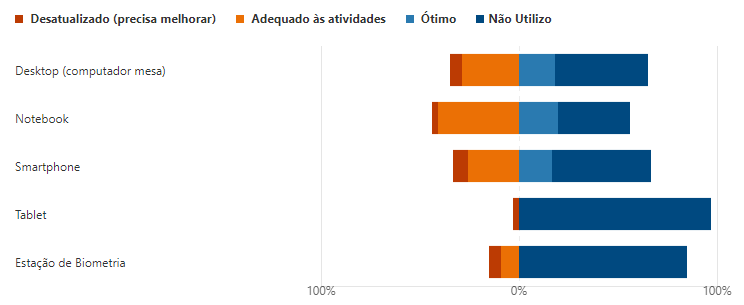 Desatualizado (precisa melhorar) Adequado às atividades Ótimo Não Utilizo
Desktop (computador mesa)
Notebook
Smartphone
Tablet
Estação de Biometria
100% 0% 100%